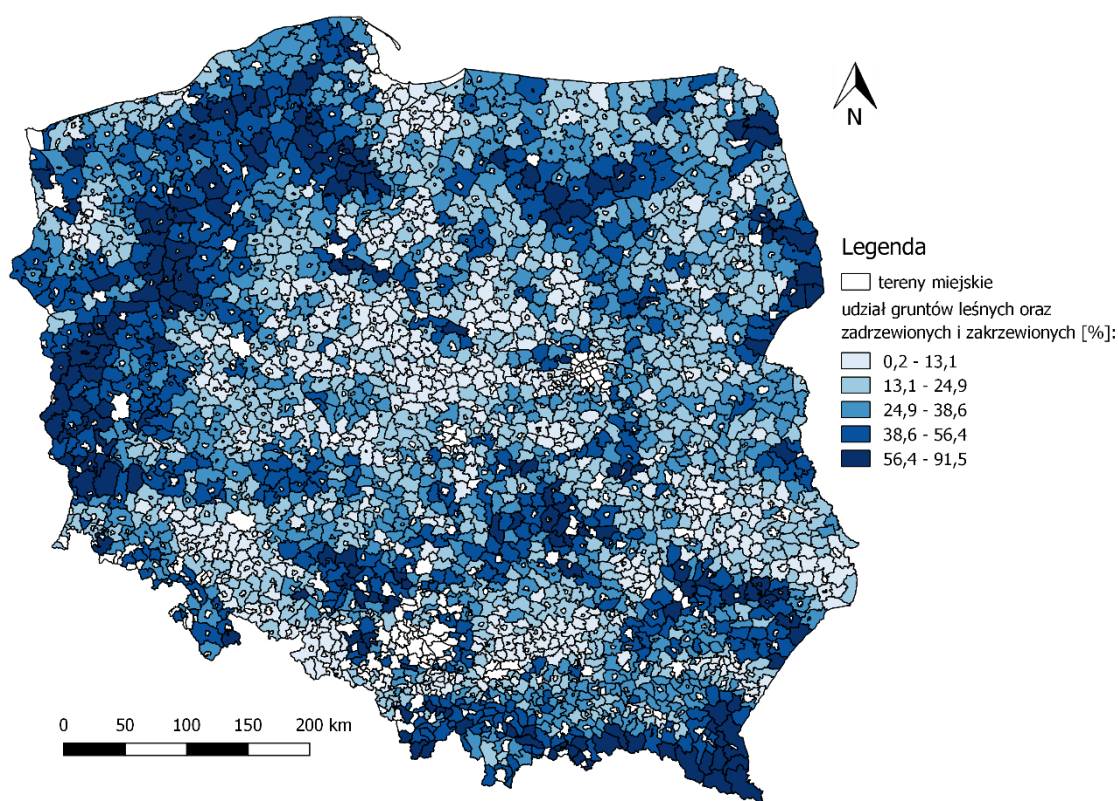 N
Legenda
tereny miejskie
udział gruntów leśnych oraz
zadrzewionych i zakrzewionych [%]:
0,2 - 13,1
13,1 - 24,9
24,9 - 38,6
38,6 - 56,4
56,4 - 91,5
0 50 100 150 200 km